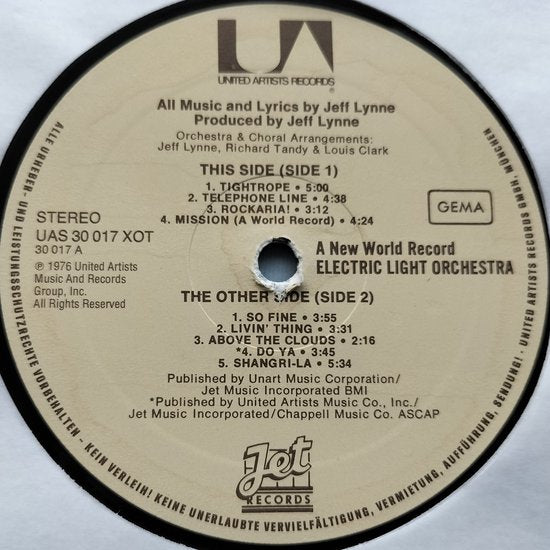 UA
UNITED ARTISTS RECORDS
All Music and Lyrics by Jeff Lynne
Produced by Jeff Lynne
Orchestra & Choral Arrangements:
Jeff Lynne, Richard Tandy & Louis Clark
THIS SIDE (SIDE 1)
1. TIGHTROPE • 5:00
2. TELEPHONE LINE • 4:38
3. ROCKARIA! • 3:12
4. MISSION (A World Record) • 4:24
STEREO
UAS 30 017 XOT
30 017 A
℗ 1976 United Artists
Music And Records
Group, Inc.
All Rights Reserved
GEMA
A New World Record
ELECTRIC LIGHT ORCHESTRA
THE OTHER SIDE (SIDE 2)
1. SO FINE • 3:55
2. LIVIN' THING • 3:31
3. ABOVE THE CLOUDS • 2:16
*4. DO YA • 3:45
5. SHANGRI-LA • 5:34
Published by Unart Music Corporation/
Jet Music Incorporated BMI
*Published by United Artists Music Co., Inc./
Jet Music Incorporated/Chappell Music Co. ASCAP
Jet
RECORDS
ALLE URHEBER- UND LEISTUNGSSCHUTZRECHTE VORBEHALTEN - KEIN VERLEIH! KEINE UNERLAUBTE VERVIELFÄLTIGUNG, VERMIETUNG, AUFFÜHRUNG, SENDUNG! · UNITED ARTISTS RECORDS GMBH, MÜNCHEN